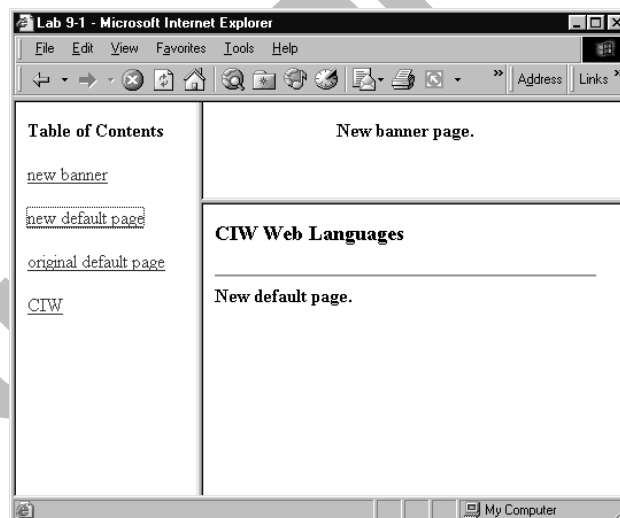 Lab 9-1 - Microsoft Internet Explorer
File Edit View Favorites Tools Help
» Address Links »
Table of Contents
new banner
new default page
original default page
CIW
New banner page.
CIW Web Languages
New default page.
My Computer